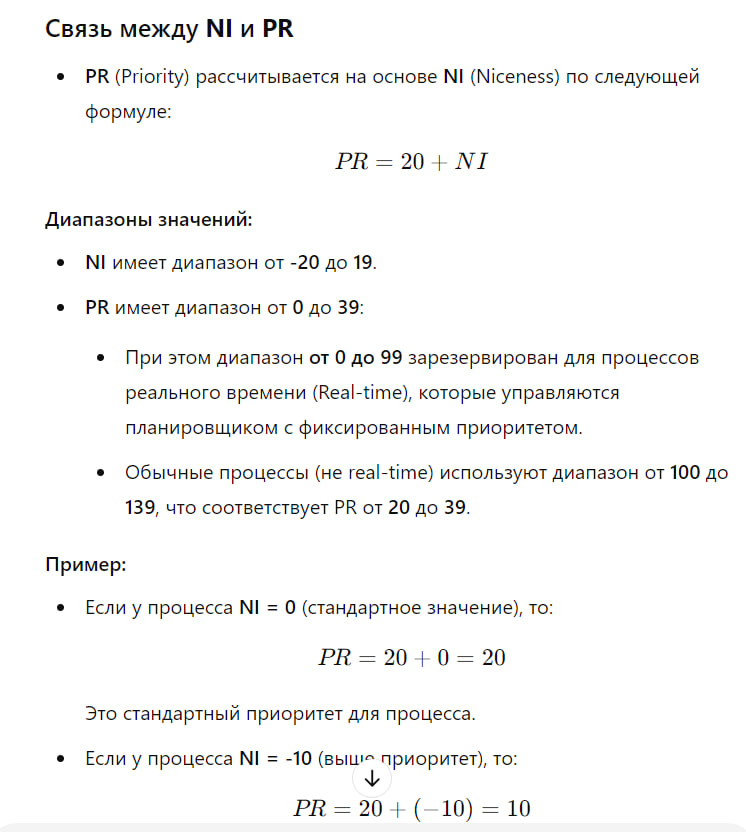 Связь между NI и PR
• PR (Priority) рассчитывается на основе NI (Niceness) по следующей
формуле:
PR = 20 + NI
Диапазоны значений:
• NI имеет диапазон от -20 до 19.
• PR имеет диапазон от 0 до 39:
• При этом диапазон от 0 до 99 зарезервирован для процессов
реального времени (Real-time), которые управляются
планировщиком с фиксированным приоритетом.
• Обычные процессы (не real-time) используют диапазон от 100 до
139, что соответствует PR от 20 до 39.
Пример:
• Если у процесса NI = 0 (стандартное значение), то:
PR = 20 + 0 = 20
Это стандартный приоритет для процесса.
• Если у процесса NI = -10 (выше приоритет), то:
PR = 20 + (−10) = 10